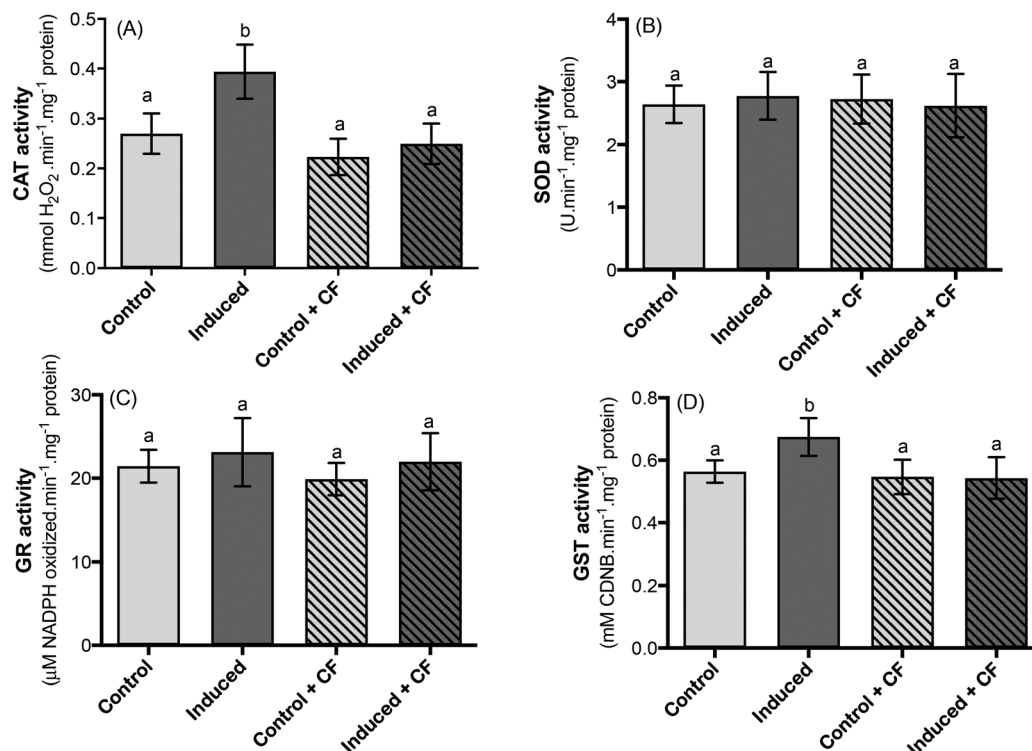 (A)
CAT activity
(mmol H₂O₂ .min⁻¹.mg⁻¹ protein)
0.5
0.4
0.3
0.2
0.1
0.0
a
b
a
a
Control
Induced
Control + CF
Induced + CF
(B)
SOD activity
(U.min⁻¹.mg⁻¹ protein)
4
3
2
1
0
a
a
a
a
Control
Induced
Control + CF
Induced + CF
(C)
GR activity
(µM NADPH oxidized.min⁻¹.mg⁻¹ protein)
30
20
10
0
a
a
a
a
Control
Induced
Control + CF
Induced + CF
(D)
GST activity
(mM CDNB.min⁻¹.mg⁻¹ protein)
0.8
0.6
0.4
0.2
0.0
a
b
a
a
Control
Induced
Control + CF
Induced + CF